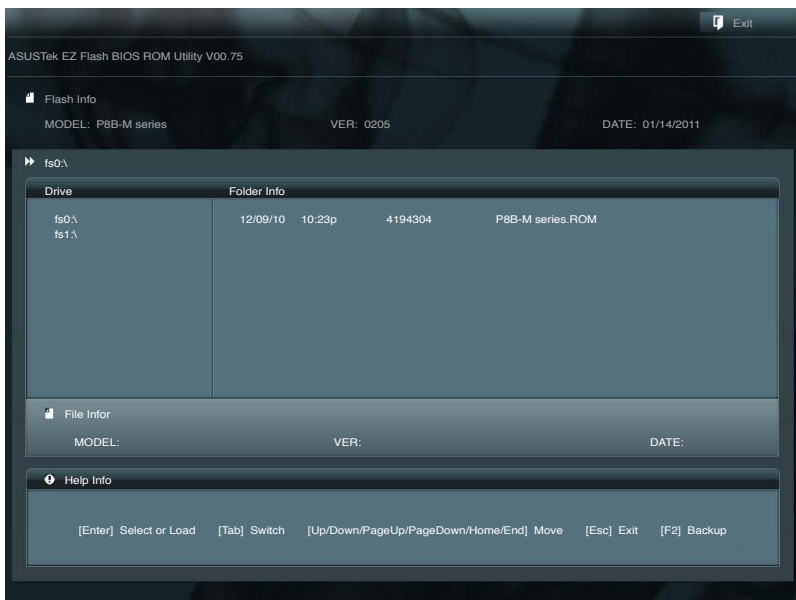 Exit
ASUSTek EZ Flash BIOS ROM Utility V00.75
Flash Info
MODEL: P8B-M series VER: 0205 DATE: 01/14/2011
fs0:\
Drive Folder Info
fs0:\ 12/09/10 10:23p 4194304 P8B-M series.ROM
fs1:\
File Infor
MODEL: VER: DATE:
Help Info
[Enter] Select or Load [Tab] Switch [Up/Down/PageUp/PageDown/Home/End] Move [Esc] Exit [F2] Backup